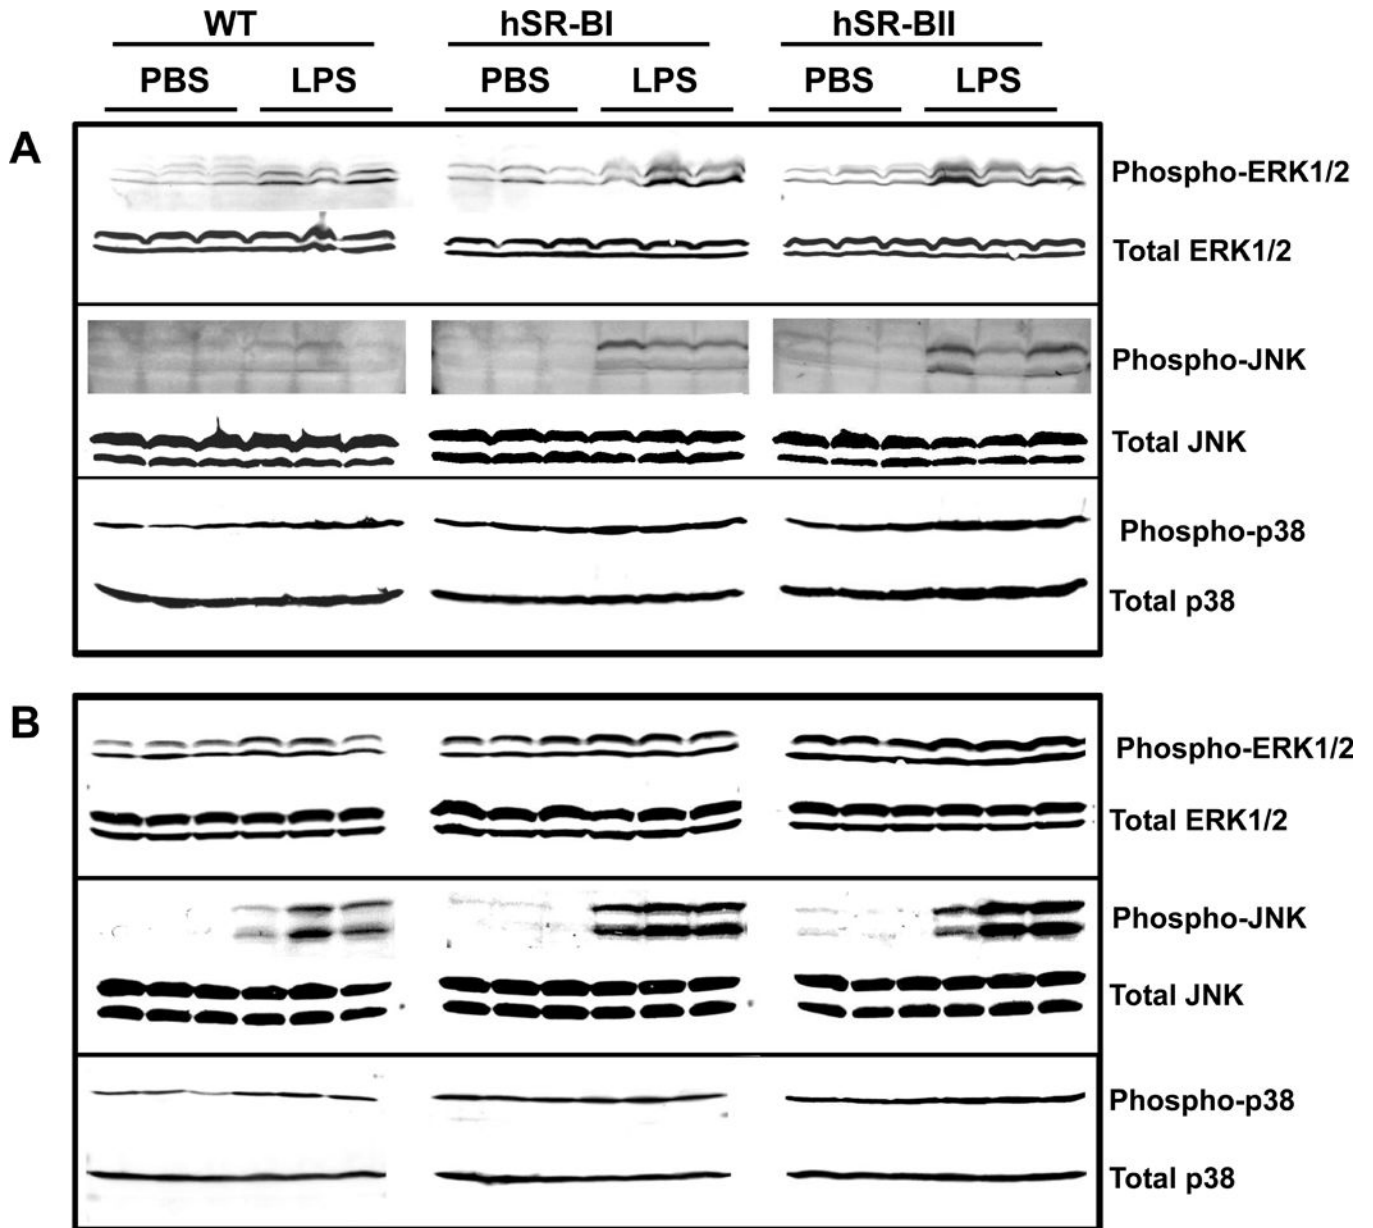 WT hSR-BI hSR-BII
PBS LPS PBS LPS PBS LPS
A
Phospho-ERK1/2
Total ERK1/2
Phospho-JNK
Total JNK
Phospho-p38
Total p38
B
Phospho-ERK1/2
Total ERK1/2
Phospho-JNK
Total JNK
Phospho-p38
Total p38